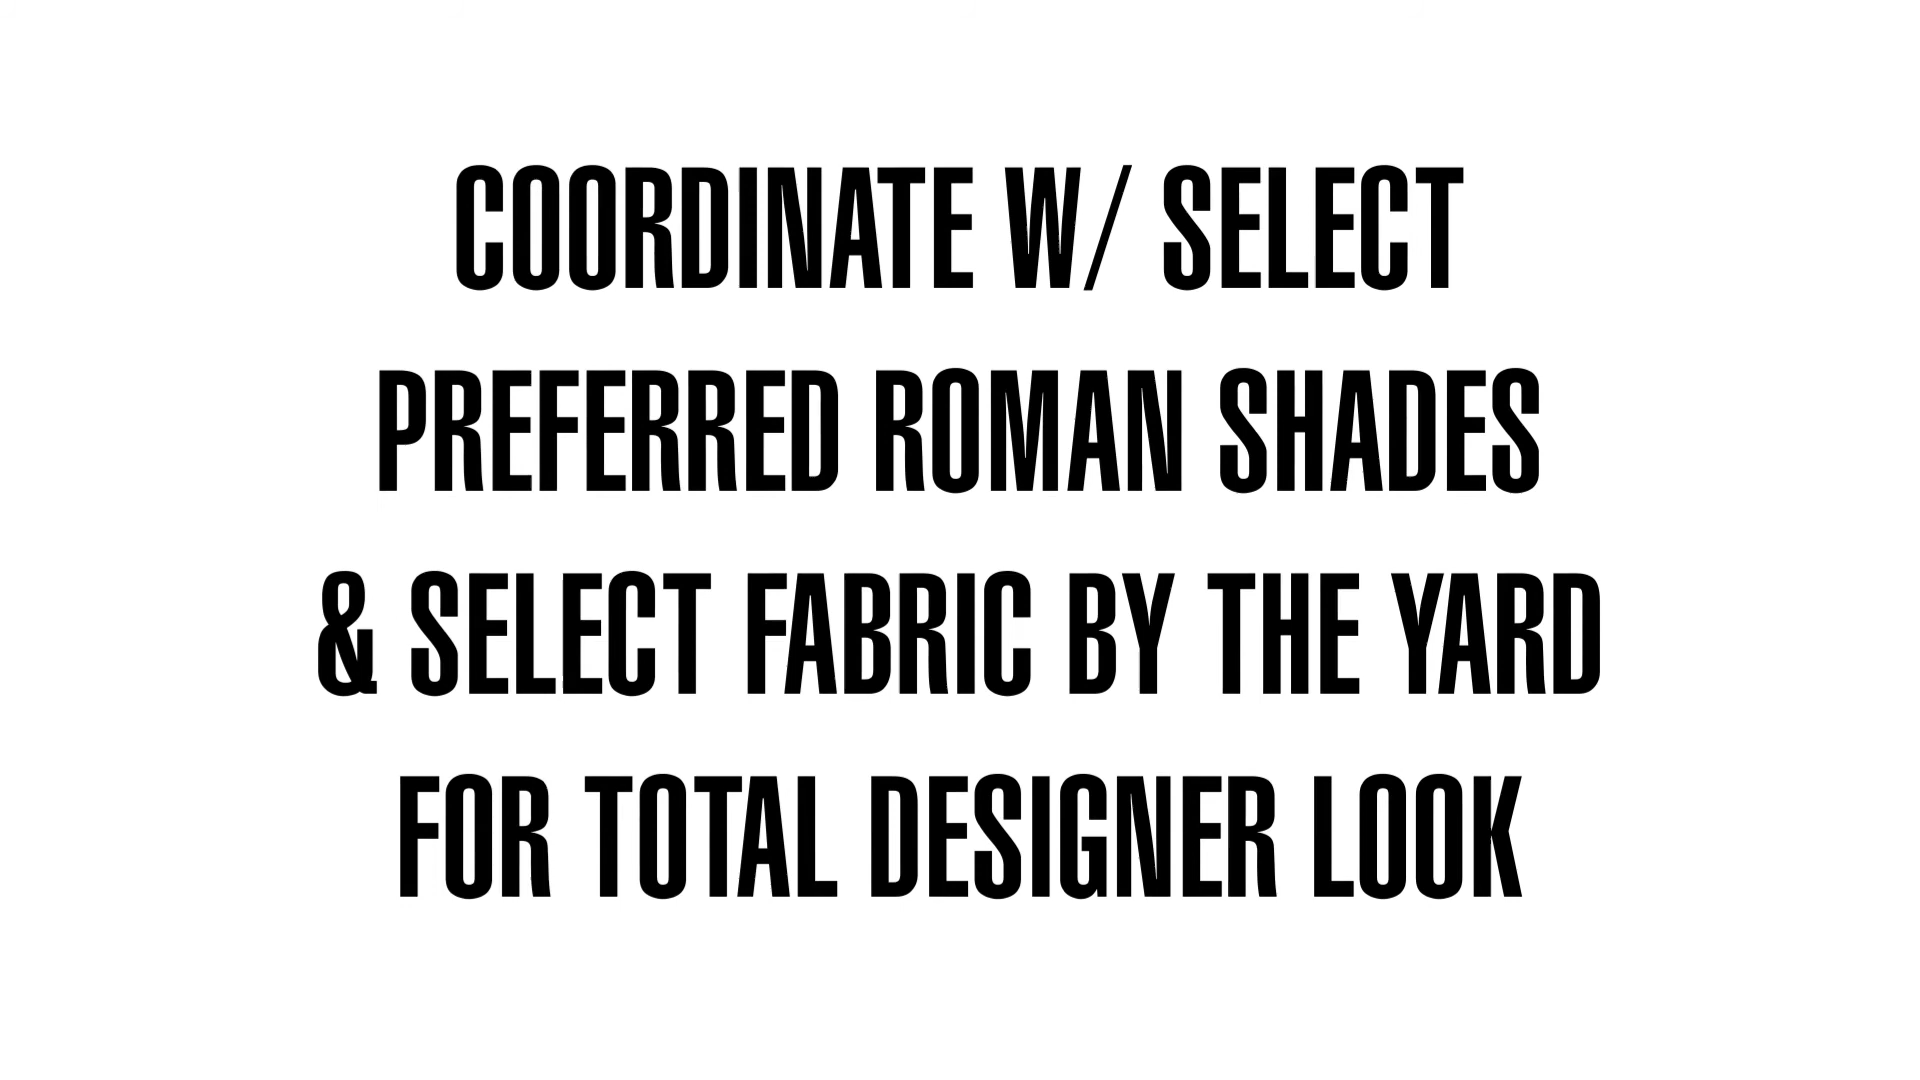 COORDINATE W/ SELECT
PREFERRED ROMAN SHADES
& SELECT FABRIC BY THE YARD
FOR TOTAL DESIGNER LOOK